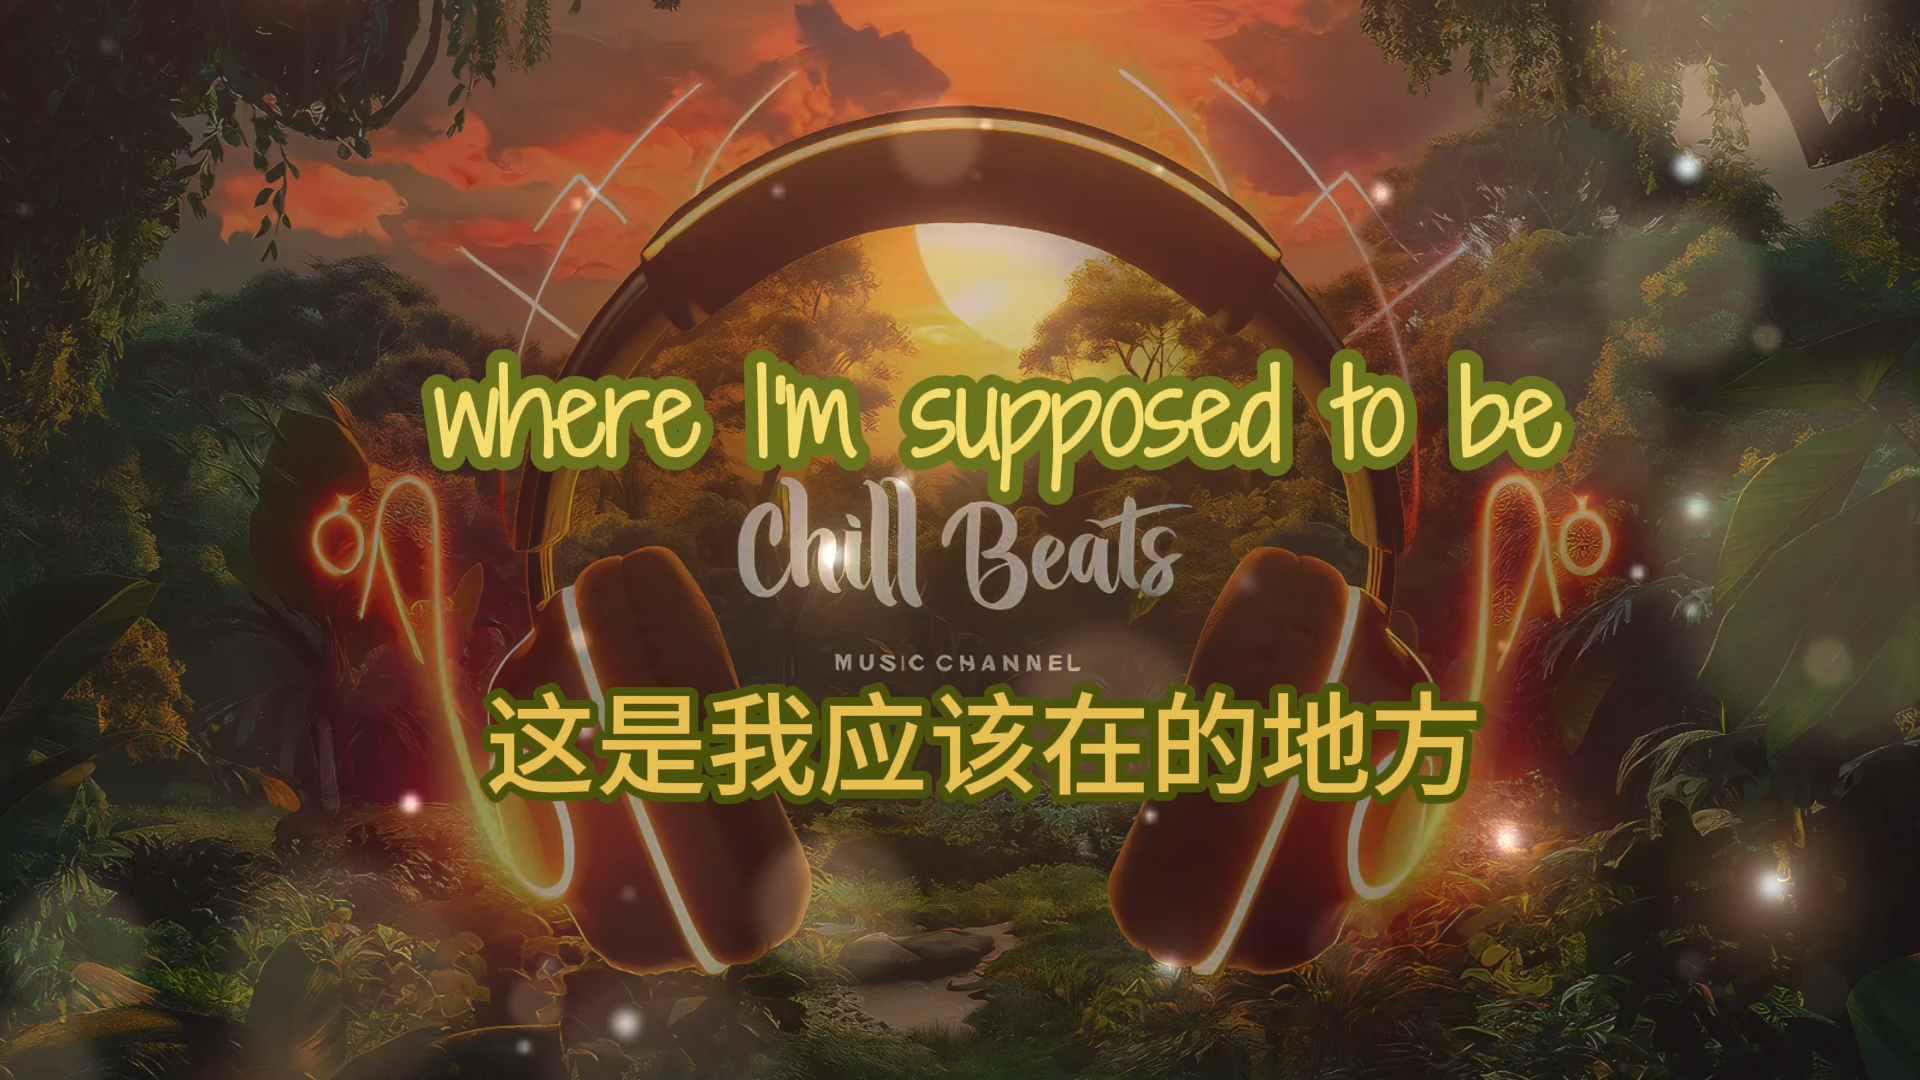 where I'm supposed to be
Chill Beats
MUSIC CHANNEL
这是我应该在的地方